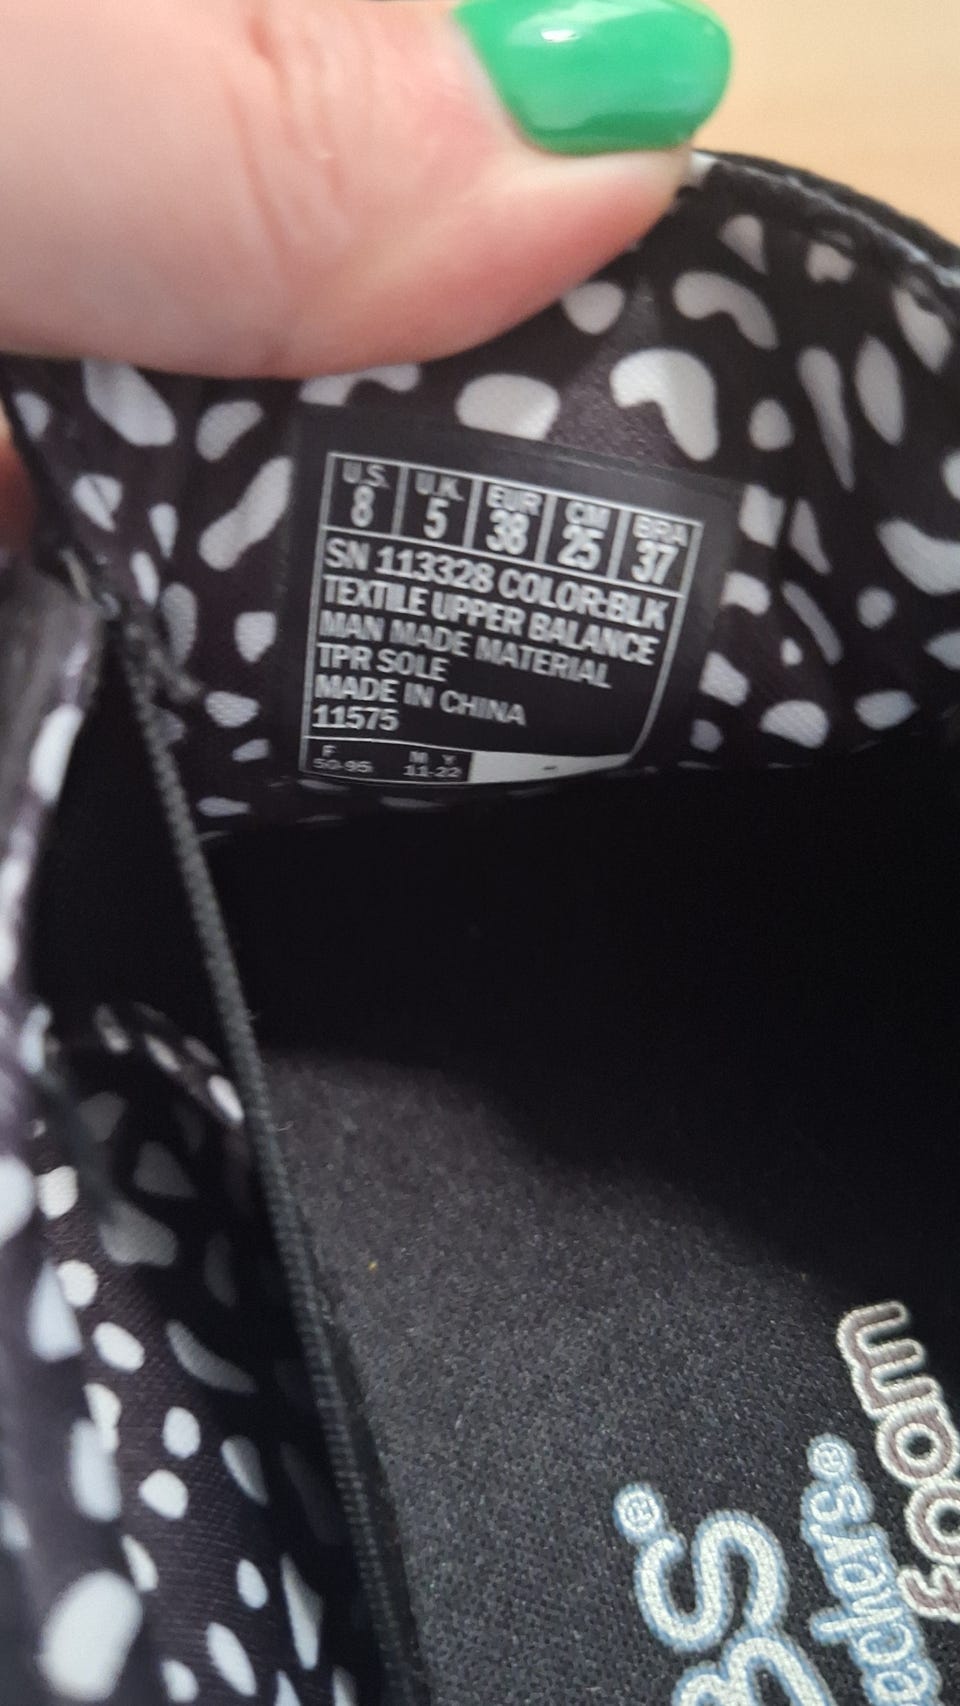 U.S. U.K. EUR CM BRA
8 5 38 25 37
SN 113328 COLOR:BLK
TEXTILE UPPER BALANCE
MAN MADE MATERIAL
TPR SOLE
MADE IN CHINA
11575
F M Y
50-95 11-22
BS®
Skechers®
foam